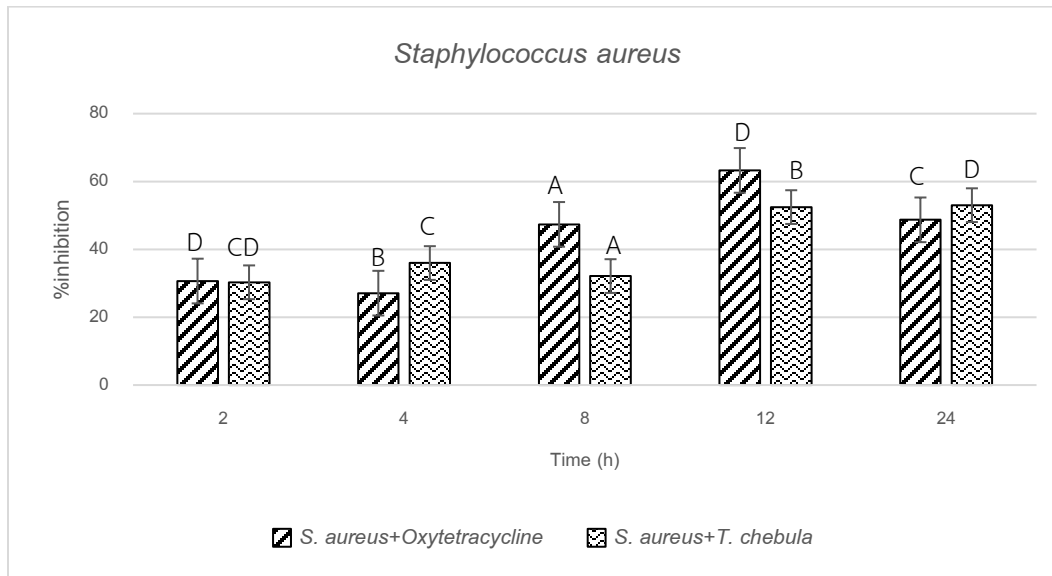 Staphylococcus aureus
80
60
40
20
0
%inhibition
D
CD
B
C
A
A
D
B
C
D
2
4
8
12
24
Time (h)
S. aureus+Oxytetracycline
S. aureus+T. chebula